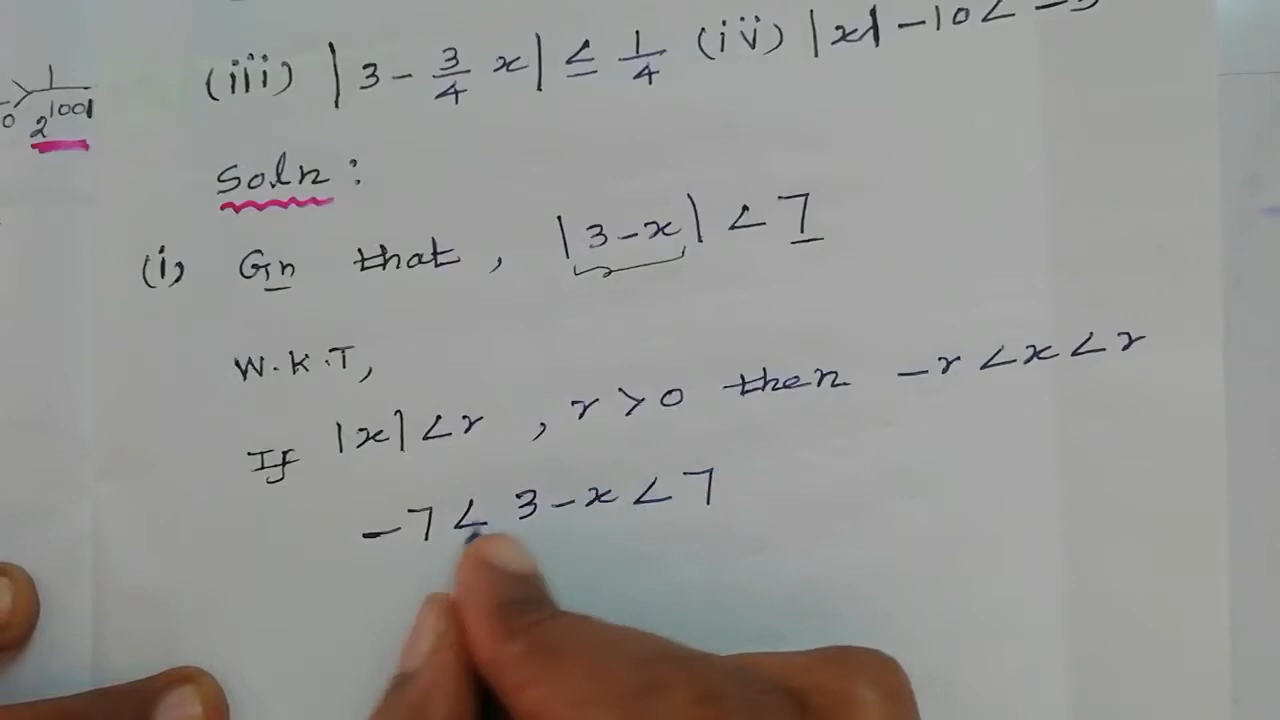 (iii) |3 - 3/4 x| ≤ 1/4 (iv) |x| - 10 < -3
1
2^1001
Soln:
(i) Gn that, |3-x| < 7
W.K.T,
If |x| < r, r > 0 then -r < x < r
-7 < 3-x < 7